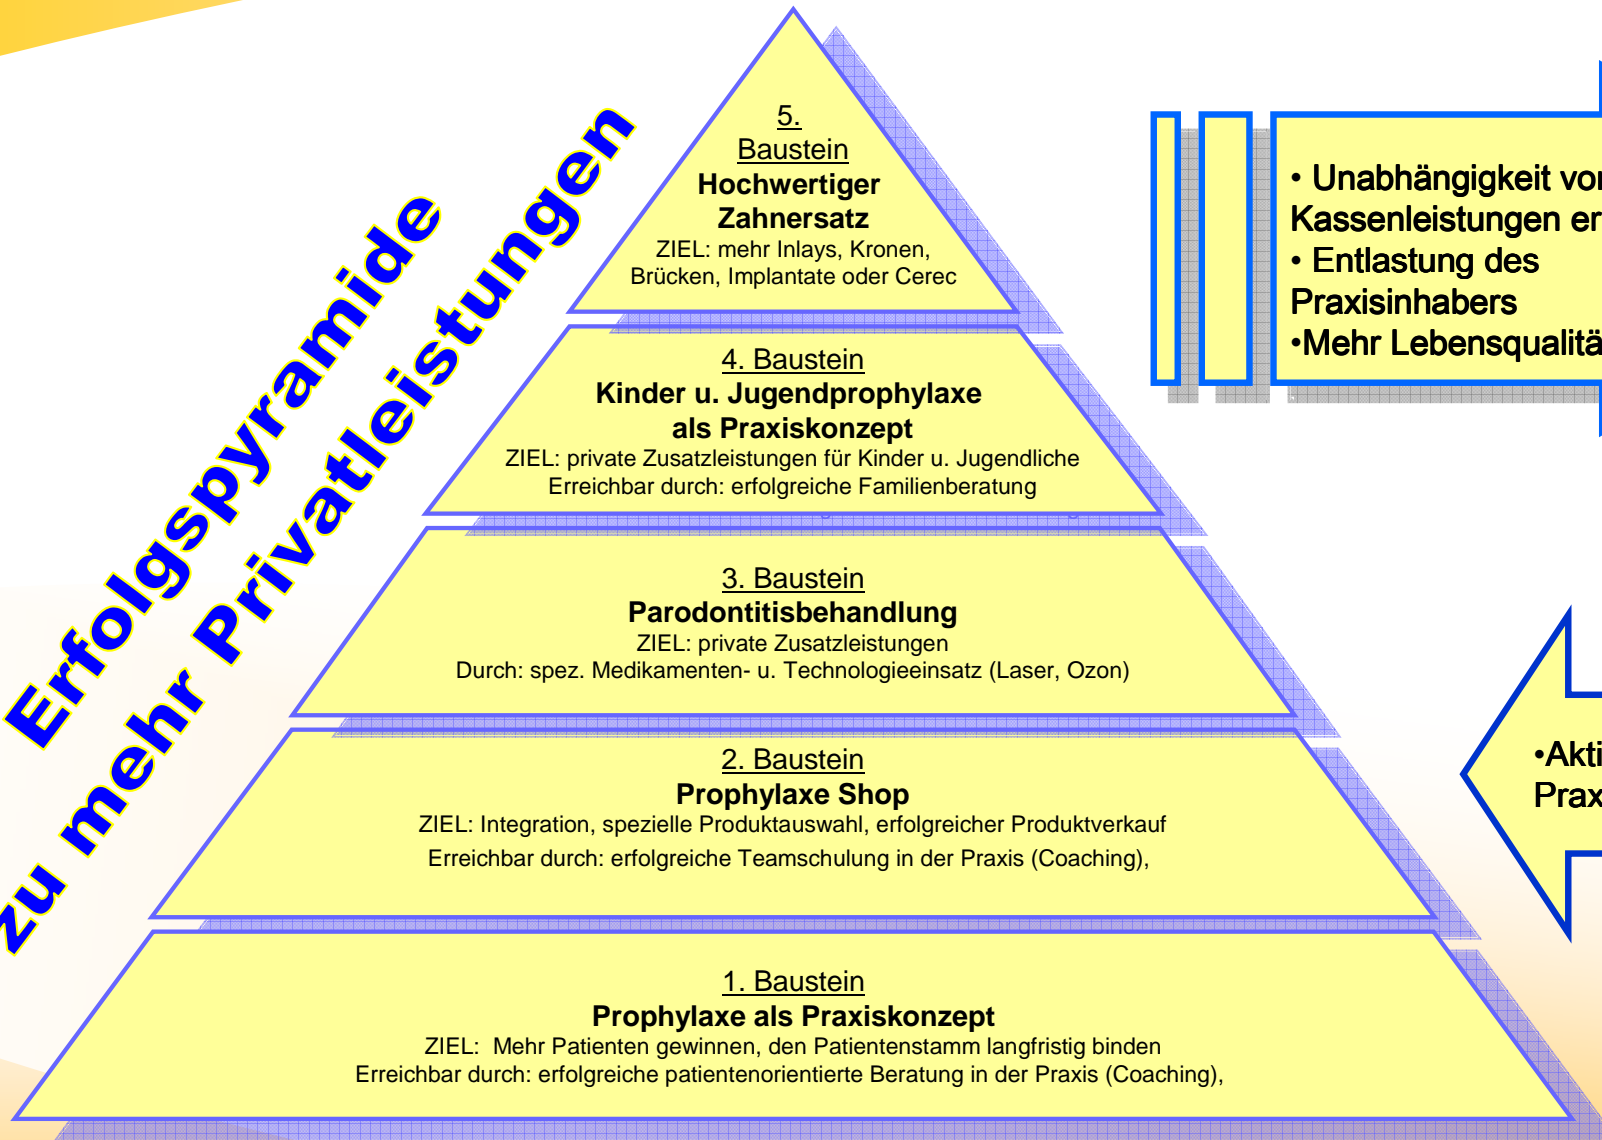 Erfolgspyramide
zu mehr Privatleistungen
5.
Baustein
Hochwertiger
Zahnersatz
ZIEL: mehr Inlays, Kronen,
Brücken, Implantate oder Cerec
4. Baustein
Kinder u. Jugendprophylaxe
als Praxiskonzept
ZIEL: private Zusatzleistungen für Kinder u. Jugendliche
Erreichbar durch: erfolgreiche Familienberatung
3. Baustein
Parodontitisbehandlung
ZIEL: private Zusatzleistungen
Durch: spez. Medikamenten- u. Technologieeinsatz (Laser, Ozon)
2. Baustein
Prophylaxe Shop
ZIEL: Integration, spezielle Produktauswahl, erfolgreicher Produktverkauf
Erreichbar durch: erfolgreiche Teamschulung in der Praxis (Coaching),
1. Baustein
Prophylaxe als Praxiskonzept
ZIEL: Mehr Patienten gewinnen, den Patientenstamm langfristig binden
Erreichbar durch: erfolgreiche patientenorientierte Beratung in der Praxis (Coaching),
• Unabhängigkeit
Kassenleistungen
• Entlastung des
Praxisinhabers
•Mehr